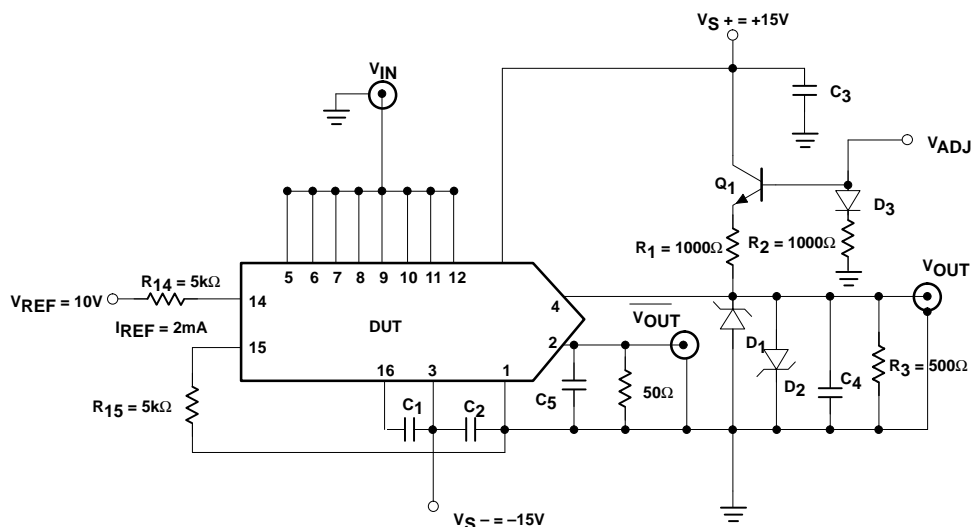 VS + = +15V
VIN
C3
VADJ
Q1
D3
R1 = 1000Ω
R2 = 1000Ω
5 6 7 8 9 10 11 12
R14 = 5kΩ
VREF = 10V
14
4
VOUT
VOUT
IREF = 2mA
DUT
15
2
D1
R3 = 500Ω
16 3 1
D2
C4
R15 = 5kΩ
C1
C2
C5
50Ω
VS – = –15V